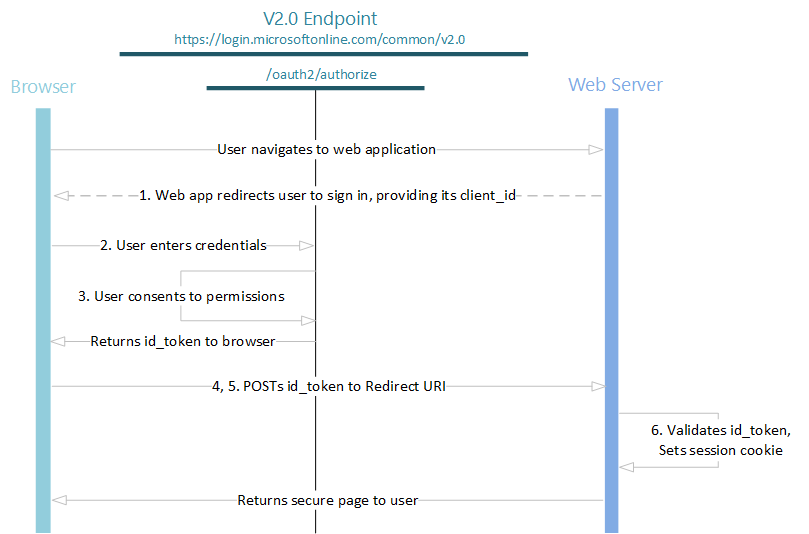 V2.0 Endpoint
https://login.microsoftonline.com/common/v2.0
/oauth2/authorize
Browser
Web Server
User navigates to web application
1. Web app redirects user to sign in, providing its client_id
2. User enters credentials
3. User consents to permissions
Returns id_token to browser
4, 5. POSTs id_token to Redirect URI
6. Validates id_token,
Sets session cookie
Returns secure page to user